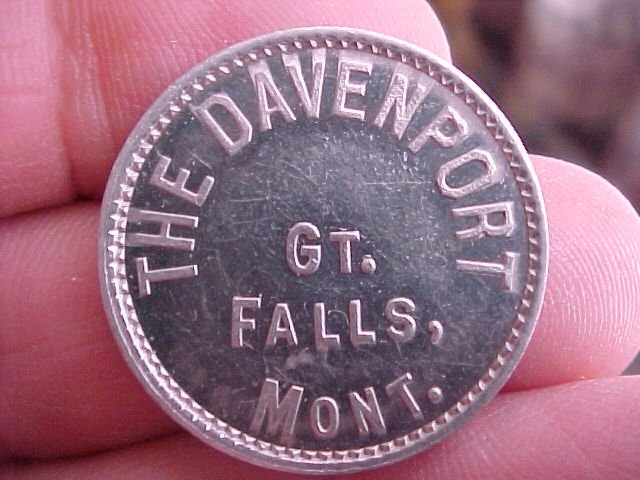 THE DAVENPORT
GT.
FALLS,
MONT.